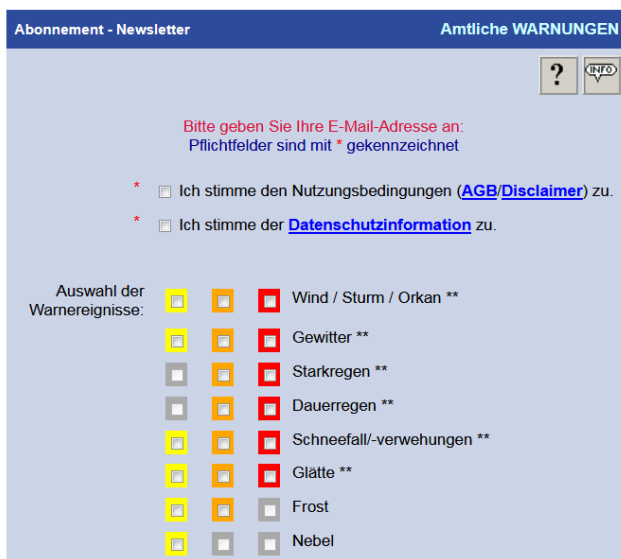 Abonnement - Newsletter Amtliche WARNUNGEN
? INFO
Bitte geben Sie Ihre E-Mail-Adresse an:
Pflichtfelder sind mit * gekennzeichnet
* Ich stimme den Nutzungsbedingungen (AGB/Disclaimer) zu.
* Ich stimme der Datenschutzinformation zu.
Auswahl der
Warnereignisse:
Wind / Sturm / Orkan **
Gewitter **
Starkregen **
Dauerregen **
Schneefall/-verwehungen **
Glätte **
Frost
Nebel